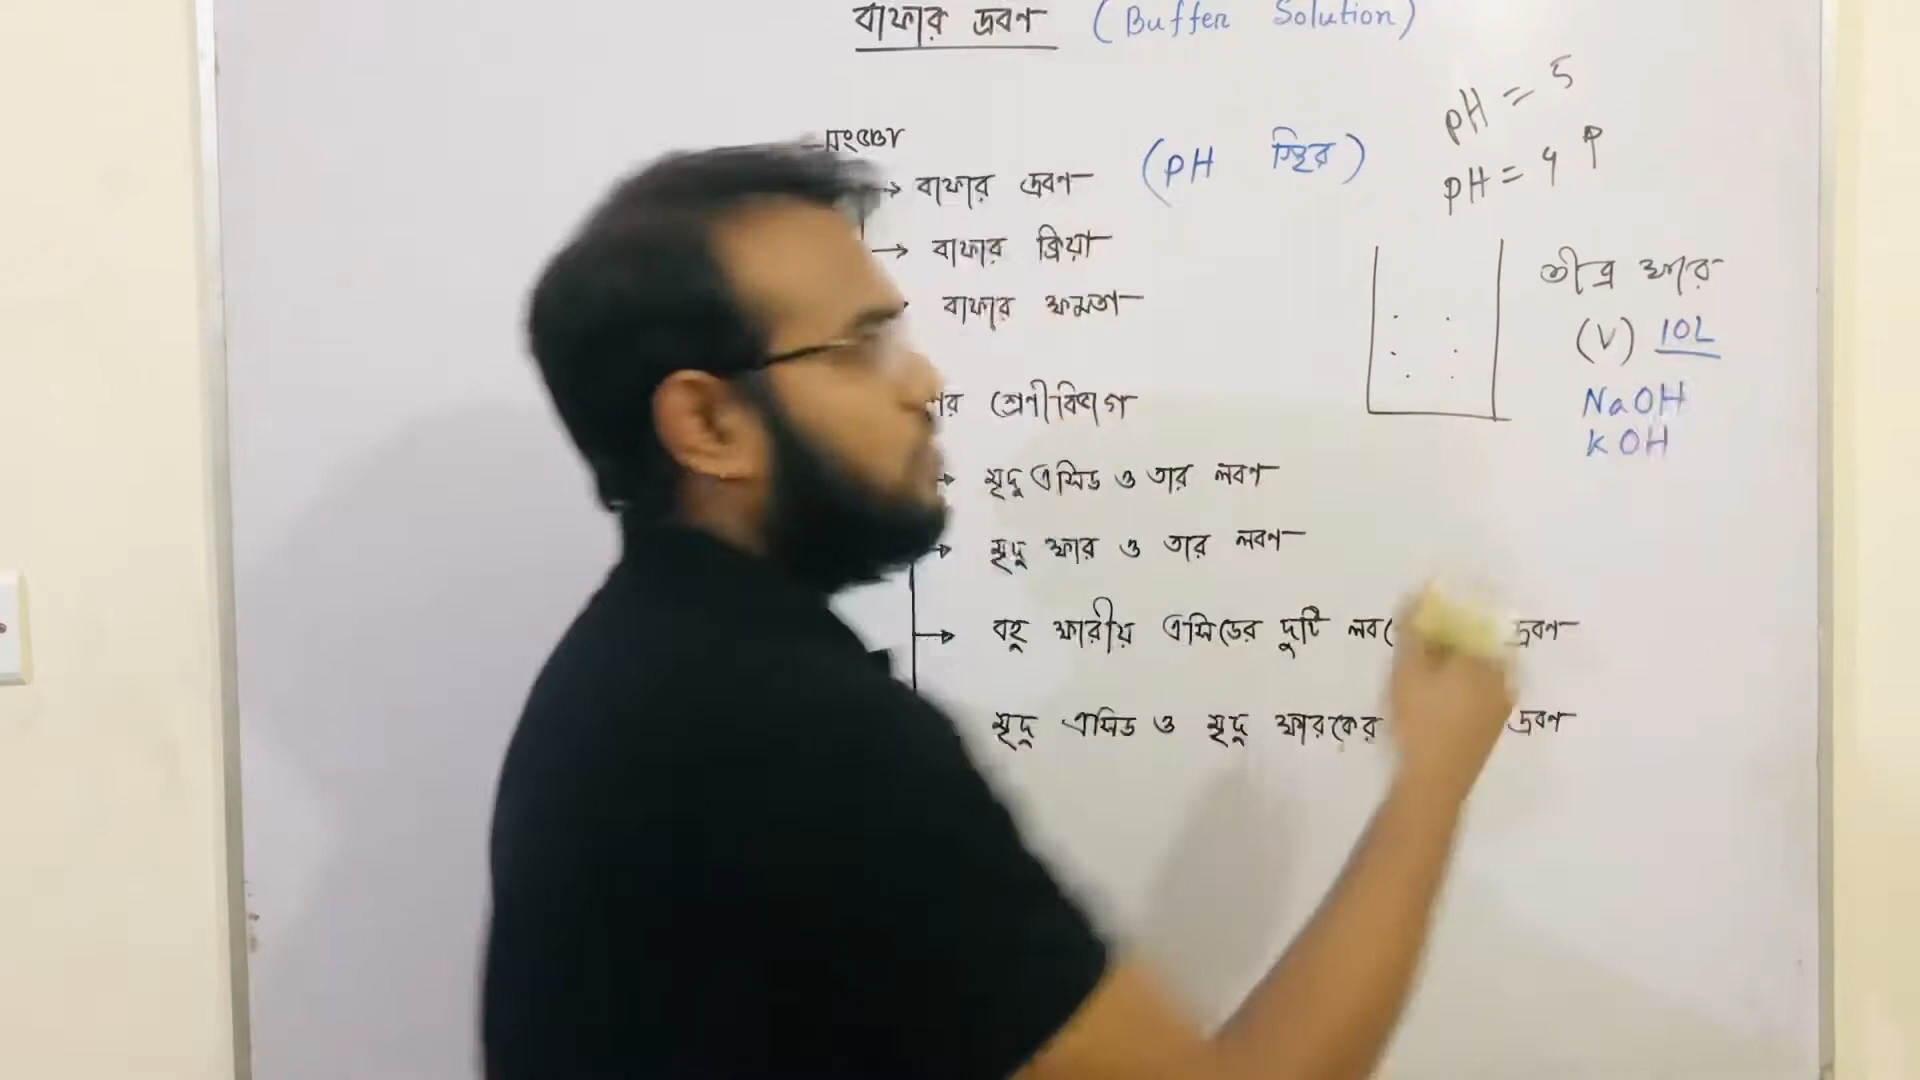 বাফার দ্রবণ (Buffer Solution)
সংজ্ঞা
→ বাফার দ্রবণ (pH স্থির)
→ বাফার ক্রিয়া
বাফার ক্ষমতা
শ্রেণীবিভাগ
→ মৃদু এসিড ও তার লবণ
→ মৃদু ক্ষার ও তার লবণ
→ বহু ক্ষারীয় এসিডের দুটি দ্রবণ
মৃদু এসিড ও মৃদু ক্ষারকের দ্রবণ
pH = 5
pH = 4 ↑
তীব্র ক্ষার
(V) 10L
NaOH
KOH